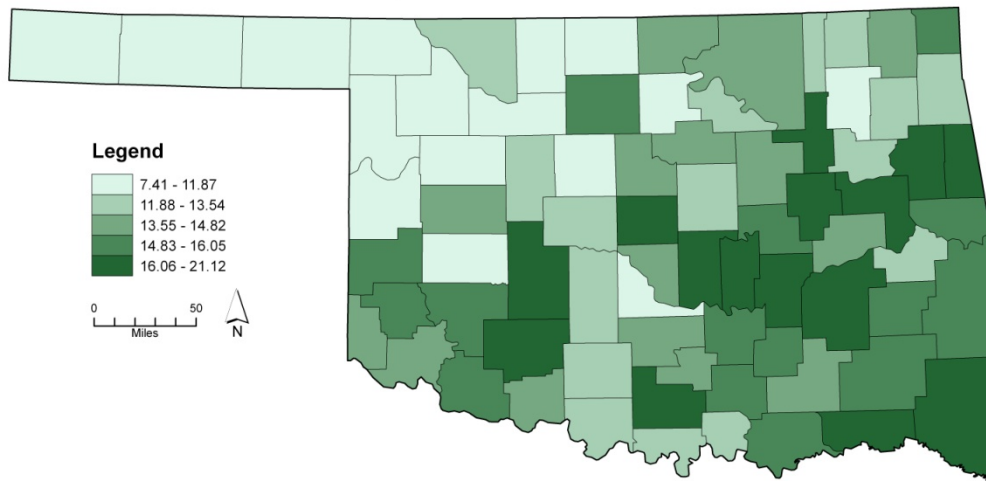 Legend
7.41 - 11.87
11.88 - 13.54
13.55 - 14.82
14.83 - 16.05
16.06 - 21.12
0 50
Miles
N